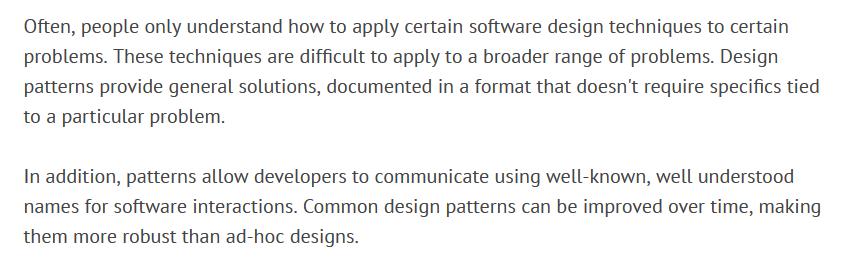 Often, people only understand how to apply certain software design techniques to certain
problems. These techniques are difficult to apply to a broader range of problems. Design
patterns provide general solutions, documented in a format that doesn't require specifics tied
to a particular problem.
In addition, patterns allow developers to communicate using well-known, well understood
names for software interactions. Common design patterns can be improved over time, making
them more robust than ad-hoc designs.